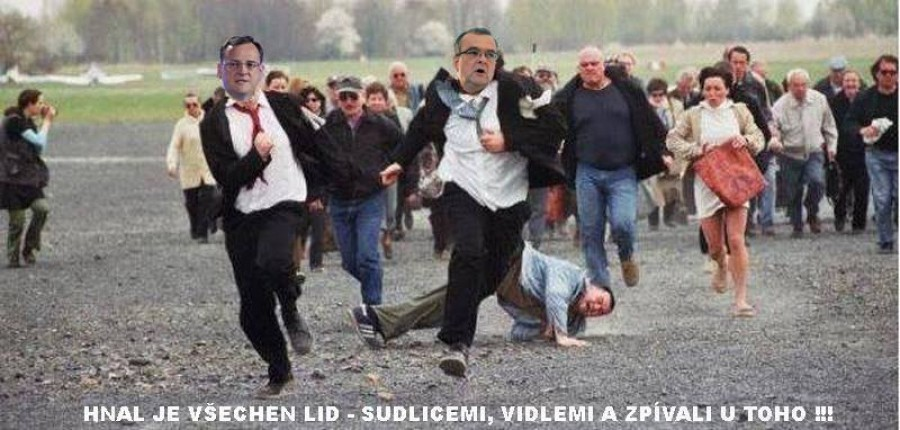 HNAL JE VŠECHEN LID - SUDLICEMI, VIDLEMI A ZPÍVALI U TOHO !!!